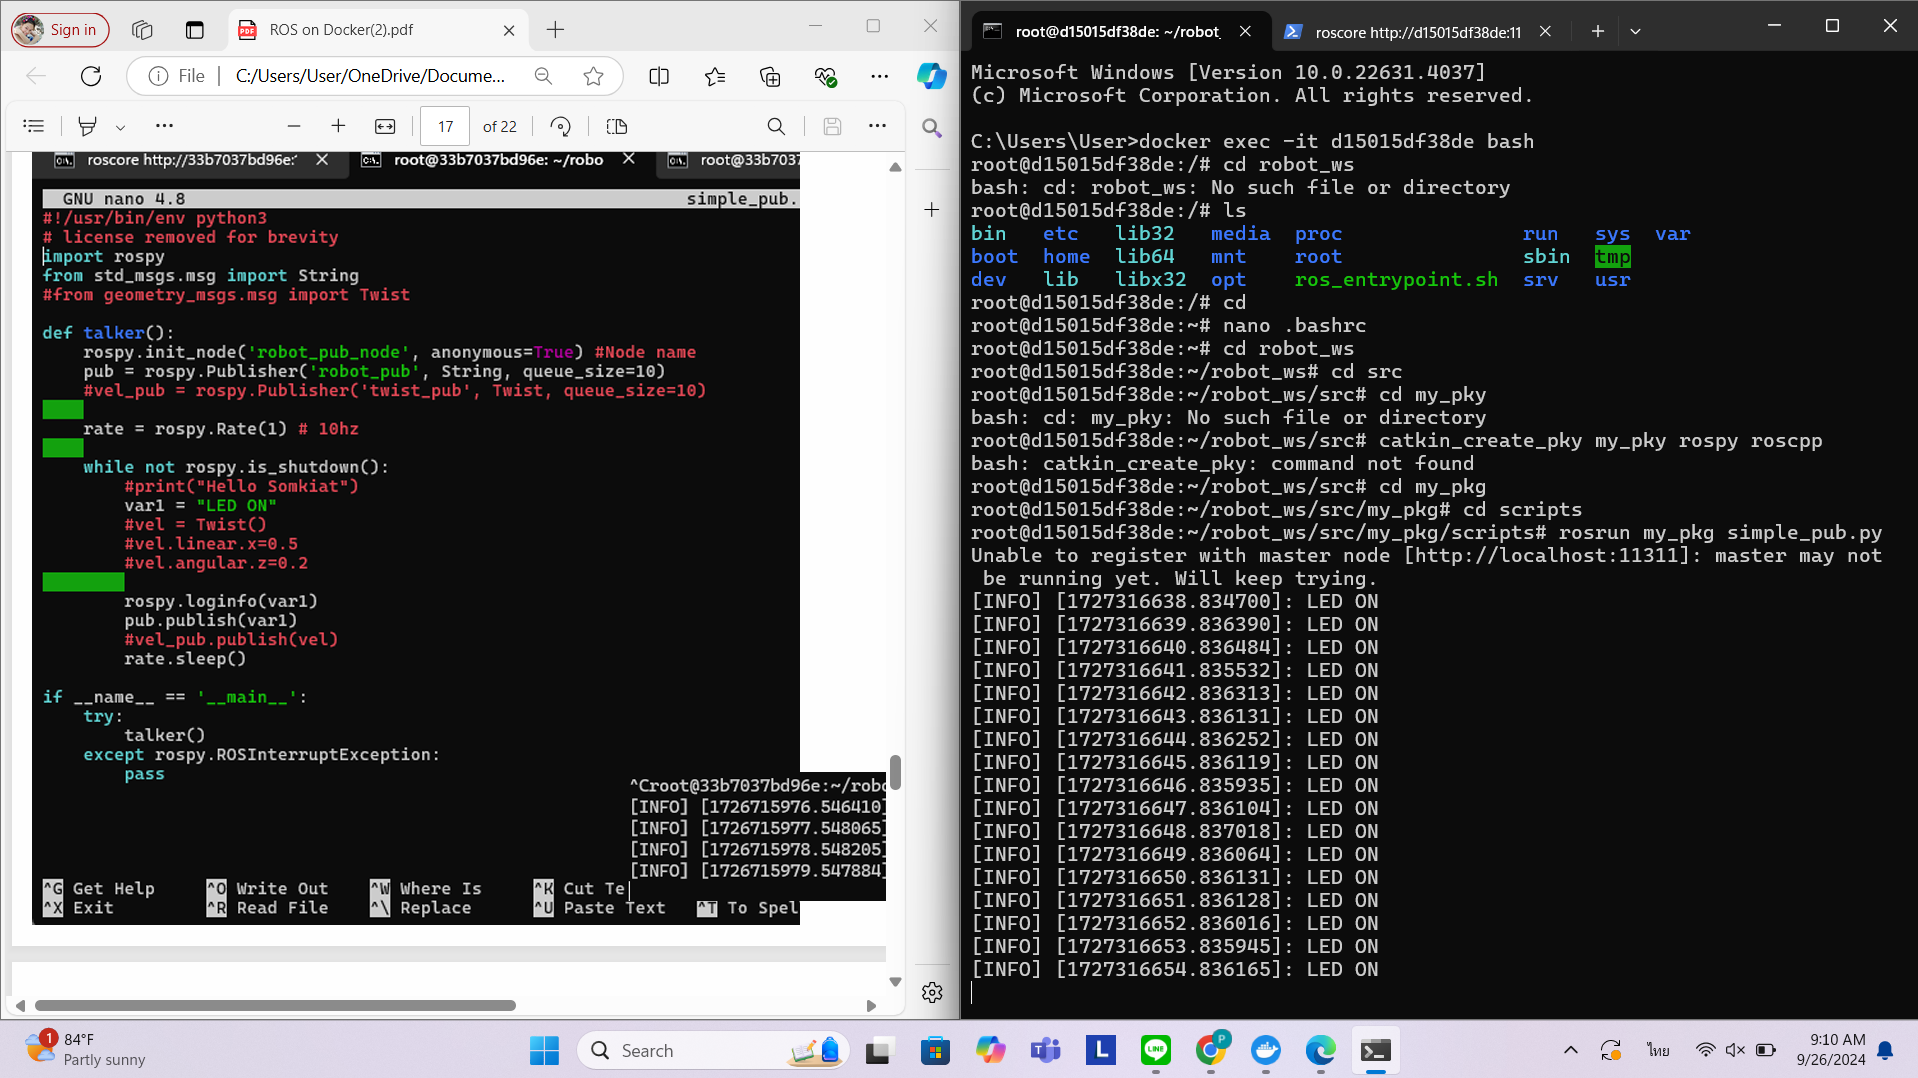 Sign in
ROS on Docker(2).pdf
File
C:/Users/User/OneDrive/Docume...
17
of 22
roscore http://33b7037bd96e:
root@33b7037bd96e: ~/robo
root@33b7037
GNU nano 4.8
simple_pub.
#!/usr/bin/env python3
# license removed for brevity
import rospy
from std_msgs.msg import String
#from geometry_msgs.msg import Twist
def talker():
rospy.init_node('robot_pub_node', anonymous=True) #Node name
pub = rospy.Publisher('robot_pub', String, queue_size=10)
#vel_pub = rospy.Publisher('twist_pub', Twist, queue_size=10)
rate = rospy.Rate(1) # 10hz
while not rospy.is_shutdown():
#print("Hello Somkiat")
var1 = "LED ON"
#vel = Twist()
#vel.linear.x=0.5
#vel.angular.z=0.2
rospy.loginfo(var1)
pub.publish(var1)
#vel_pub.publish(vel)
rate.sleep()
if __name__ == '__main__':
try:
talker()
except rospy.ROSInterruptException:
pass
^Croot@33b7037bd96e:~/robo
[INFO] [1726715976.546410]
[INFO] [1726715977.548065]
[INFO] [1726715978.548205]
[INFO] [1726715979.547884]
^G Get Help ^O Write Out ^W Where Is ^K Cut Te
^X Exit ^R Read File ^\ Replace ^U Paste Text ^T To Spel
root@d15015df38de: ~/robot_
roscore http://d15015df38de:11
Microsoft Windows [Version 10.0.22631.4037]
(c) Microsoft Corporation. All rights reserved.
C:\Users\User>docker exec -it d15015df38de bash
root@d15015df38de:/# cd robot_ws
bash: cd: robot_ws: No such file or directory
root@d15015df38de:/# ls
bin etc lib32 media proc run sys var
boot home lib64 mnt root sbin tmp
dev lib libx32 opt ros_entrypoint.sh srv usr
root@d15015df38de:/# cd
root@d15015df38de:~# nano .bashrc
root@d15015df38de:~# cd robot_ws
root@d15015df38de:~/robot_ws# cd src
root@d15015df38de:~/robot_ws/src# cd my_pky
bash: cd: my_pky: No such file or directory
root@d15015df38de:~/robot_ws/src# catkin_create_pky my_pky rospy roscpp
bash: catkin_create_pky: command not found
root@d15015df38de:~/robot_ws/src# cd my_pkg
root@d15015df38de:~/robot_ws/src/my_pkg# cd scripts
root@d15015df38de:~/robot_ws/src/my_pkg/scripts# rosrun my_pkg simple_pub.py
Unable to register with master node [http://localhost:11311]: master may not
be running yet. Will keep trying.
[INFO] [1727316638.834700]: LED ON
[INFO] [1727316639.836390]: LED ON
[INFO] [1727316640.836484]: LED ON
[INFO] [1727316641.835532]: LED ON
[INFO] [1727316642.836313]: LED ON
[INFO] [1727316643.836131]: LED ON
[INFO] [1727316644.836252]: LED ON
[INFO] [1727316645.836119]: LED ON
[INFO] [1727316646.835935]: LED ON
[INFO] [1727316647.836104]: LED ON
[INFO] [1727316648.837018]: LED ON
[INFO] [1727316649.836064]: LED ON
[INFO] [1727316650.836131]: LED ON
[INFO] [1727316651.836128]: LED ON
[INFO] [1727316652.836016]: LED ON
[INFO] [1727316653.835945]: LED ON
[INFO] [1727316654.836165]: LED ON
1
84°F
Partly sunny
Search
ไทย
9:10 AM
9/26/2024